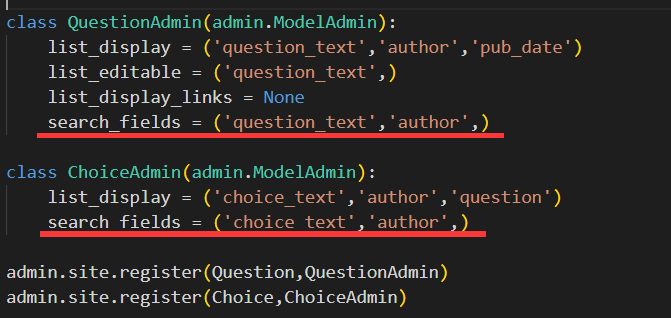 class QuestionAdmin(admin.ModelAdmin):
    list_display = ('question_text','author','pub_date')
    list_editable = ('question_text',)
    list_display_links = None
    search_fields = ('question_text','author',)
class ChoiceAdmin(admin.ModelAdmin):
    list_display = ('choice_text','author','question')
    search_fields = ('choice_text','author',)
admin.site.register(Question,QuestionAdmin)
admin.site.register(Choice,ChoiceAdmin)